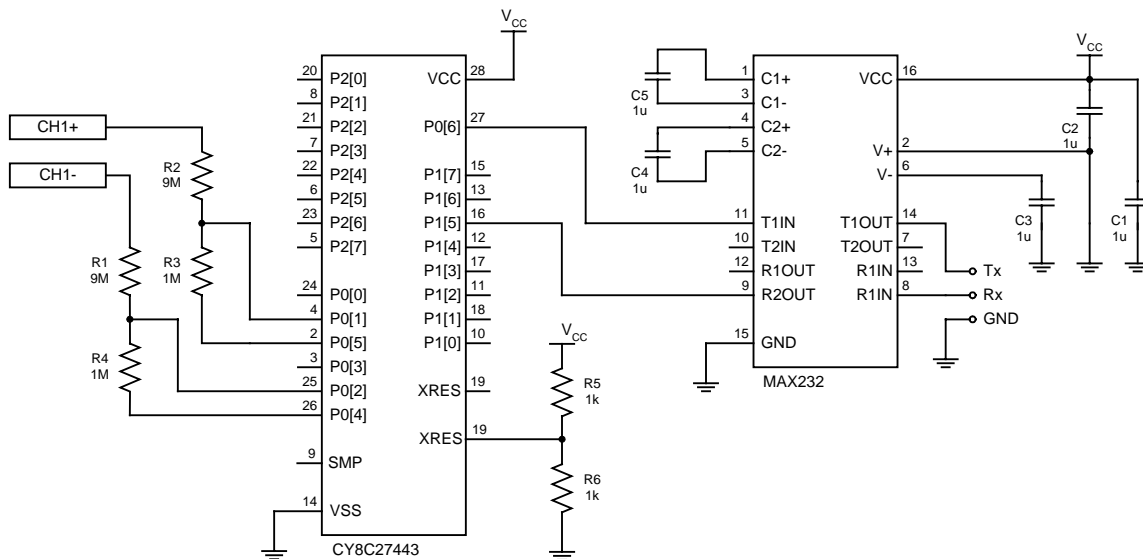 VCC
CH1+
CH1-
R2
9M
R1
9M
R3
1M
R4
1M
20 P2[0]
8 P2[1]
21 P2[2]
7 P2[3]
22 P2[4]
6 P2[5]
23 P2[6]
5 P2[7]
24 P0[0]
4 P0[1]
2 P0[5]
3 P0[3]
25 P0[2]
26 P0[4]
9 SMP
14 VSS
VCC 28
P0[6] 27
P1[7] 15
P1[6] 13
P1[5] 16
P1[4] 12
P1[3] 17
P1[2] 11
P1[1] 18
P1[0] 10
XRES 19
XRES 19
CY8C27443
VCC
R5
1k
R6
1k
C5
1u
C4
1u
1 C1+
3 C1-
4 C2+
5 C2-
11 T1IN
10 T2IN
12 R1OUT
9 R2OUT
15 GND
VCC 16
V+ 2
V- 6
T1OUT 14
T2OUT 7
R1IN 13
R1IN 8
MAX232
VCC
C2
1u
C3
1u
C1
1u
Tx
Rx
GND